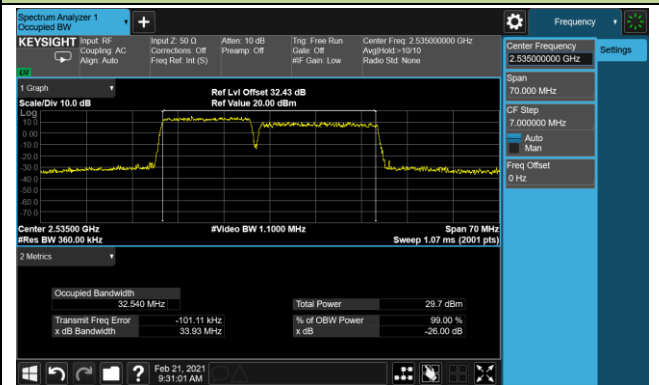 Spectrum Analyzer 1
Occupied BW
Frequency
KEYSIGHT
Input: RF
Coupling: AC
Align: Auto
Input Z: 50 Ω
Corrections: Off
Freq Ref: Int (S)
Atten: 10 dB
Preamp: Off
Trig: Free Run
Gate: Off
#IF Gain: Low
Center Freq: 2.535000000 GHz
Avg|Hold:>10/10
Radio Std: None
Center Frequency
2.535000000 GHz
Settings
Span
70.000 MHz
CF Step
7.000000 MHz
Auto
Man
Freq Offset
0 Hz
1 Graph
Scale/Div 10.0 dB
Ref Lvl Offset 32.43 dB
Ref Value 20.00 dBm
Log
10.0
0.00
-10.0
-20.0
-30.0
-40.0
-50.0
-60.0
-70.0
Center 2.53500 GHz
#Video BW 1.1000 MHz
Span 70 MHz
#Res BW 360.00 kHz
Sweep 1.07 ms (2001 pts)
2 Metrics
Occupied Bandwidth
32.540 MHz
Total Power
29.7 dBm
Transmit Freq Error
-101.11 kHz
% of OBW Power
99.00 %
x dB Bandwidth
33.93 MHz
x dB
-26.00 dB
Feb 21, 2021
9:31:01 AM